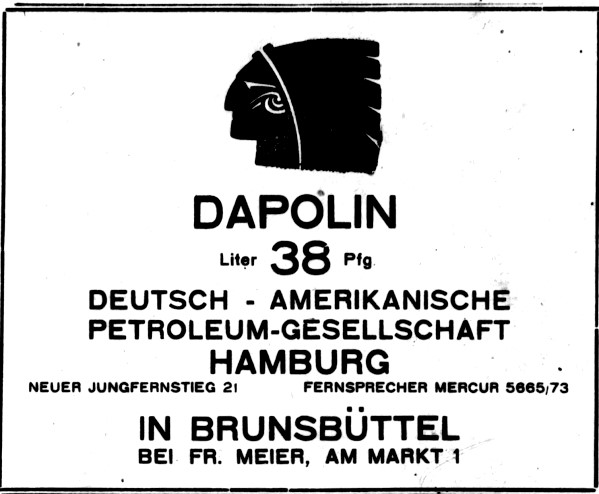 DAPOLIN
Liter 38 Pfg
DEUTSCH - AMERIKANISCHE
PETROLEUM-GESELLSCHAFT
HAMBURG
NEUER JUNGFERNSTIEG 21 FERNSPRECHER MERCUR 5665/73
IN BRUNSBÜTTEL
BEI FR. MEIER, AM MARKT 1